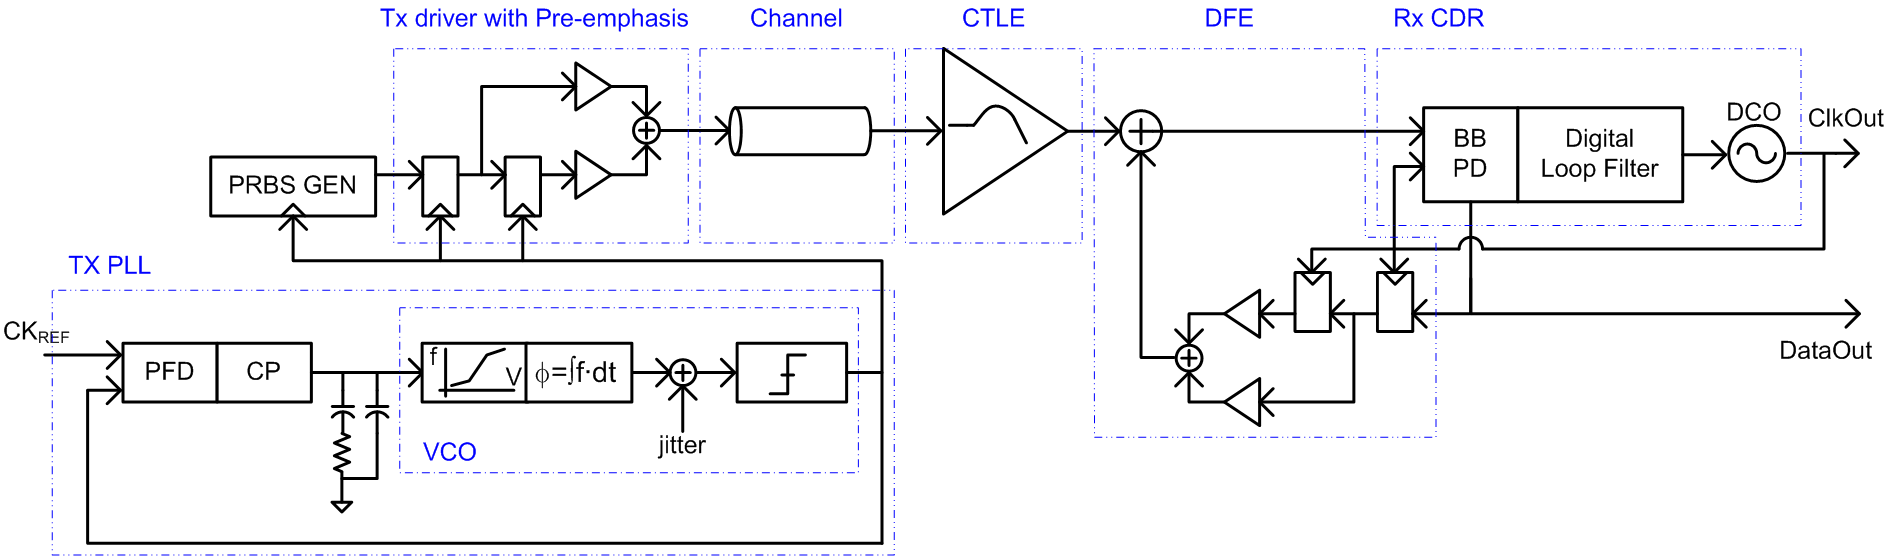 Tx driver with Pre-emphasis
Channel
CTLE
DFE
Rx CDR
PRBS GEN
BB
PD
Digital
Loop Filter
DCO
ClkOut
TX PLL
CK_REF
PFD
CP
f
V
ϕ=∫f·dt
jitter
VCO
DataOut